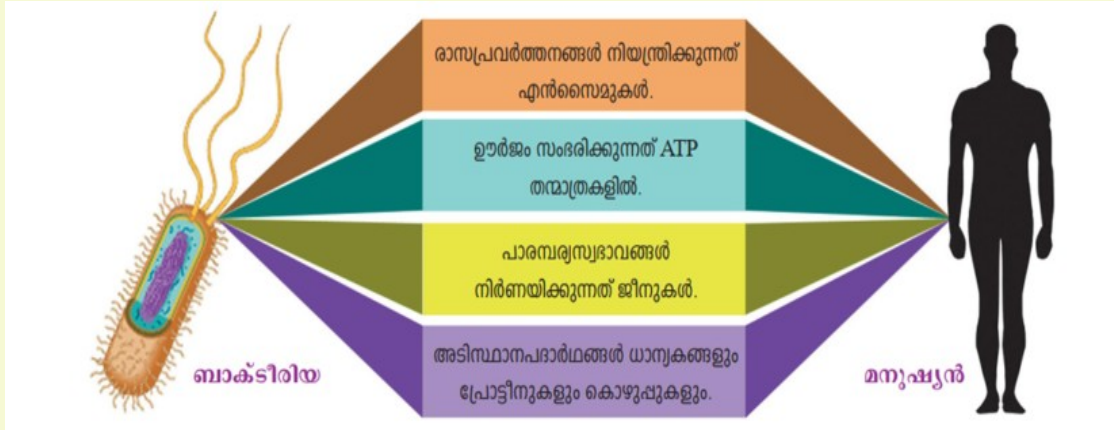 രാസപ്രവർത്തനങ്ങൾ നിയന്ത്രിക്കുന്നത്
എൻസൈമുകൾ.
ഊർജം സംഭരിക്കുന്നത് ATP
തന്മാത്രകളിൽ.
പാരമ്പര്യസ്വഭാവങ്ങൾ
നിർണയിക്കുന്നത് ജീനുകൾ.
അടിസ്ഥാനപദാർഥങ്ങൾ ധാന്യകങ്ങളും
പ്രോട്ടീനുകളും കൊഴുപ്പുകളും.
ബാക്ടീരിയ
മനുഷ്യൻ